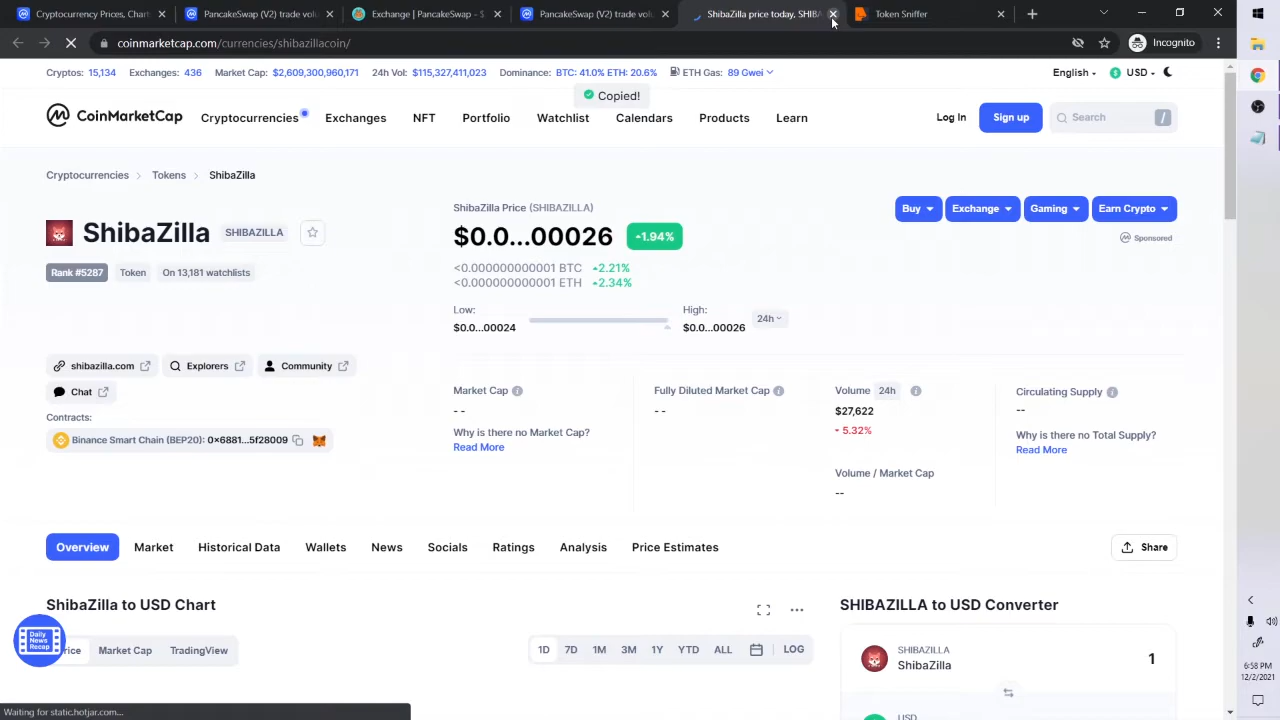 Cryptocurrency Prices, Charts
PancakeSwap (V2) trade volum
Exchange | PancakeSwap - $
PancakeSwap (V2) trade volum
ShibaZilla price today, SHIBA
Token Sniffer
coinmarketcap.com/currencies/shibazillacoin/
Incognito
Cryptos: 15,134 Exchanges: 436 Market Cap: $2,609,300,960,171 24h Vol: $115,327,411,023 Dominance: BTC: 41.0% ETH: 20.6% ETH Gas: 89 Gwei
English
USD
Copied!
CoinMarketCap
Cryptocurrencies Exchanges NFT Portfolio Watchlist Calendars Products Learn
Log In
Sign up
Search /
Cryptocurrencies Tokens ShibaZilla
ShibaZilla SHIBAZILLA
Rank #5287 Token On 13,181 watchlists
ShibaZilla Price (SHIBAZILLA)
$0.0...00026 1.94%
<0.000000000001 BTC 2.21%
<0.000000000001 ETH 2.34%
Low:
$0.0...00024
High:
$0.0...00026
24h
Buy Exchange Gaming Earn Crypto
Sponsored
shibazilla.com Explorers Community
Chat
Contracts:
Binance Smart Chain (BEP20): 0x6881...5f28009
Market Cap
- -
Why is there no Market Cap?
Read More
Fully Diluted Market Cap
- -
Volume 24h
$27,622
5.32%
Volume / Market Cap
--
Circulating Supply
--
Why is there no Total Supply?
Read More
Overview Market Historical Data Wallets News Socials Ratings Analysis Price Estimates
Share
ShibaZilla to USD Chart
Daily
News
Recap
rice Market Cap TradingView
1D 7D 1M 3M 1Y YTD ALL LOG
SHIBAZILLA to USD Converter
SHIBAZILLA
ShibaZilla
1
USD
Waiting for static.hotjar.com...
6:58 PM
12/2/2021